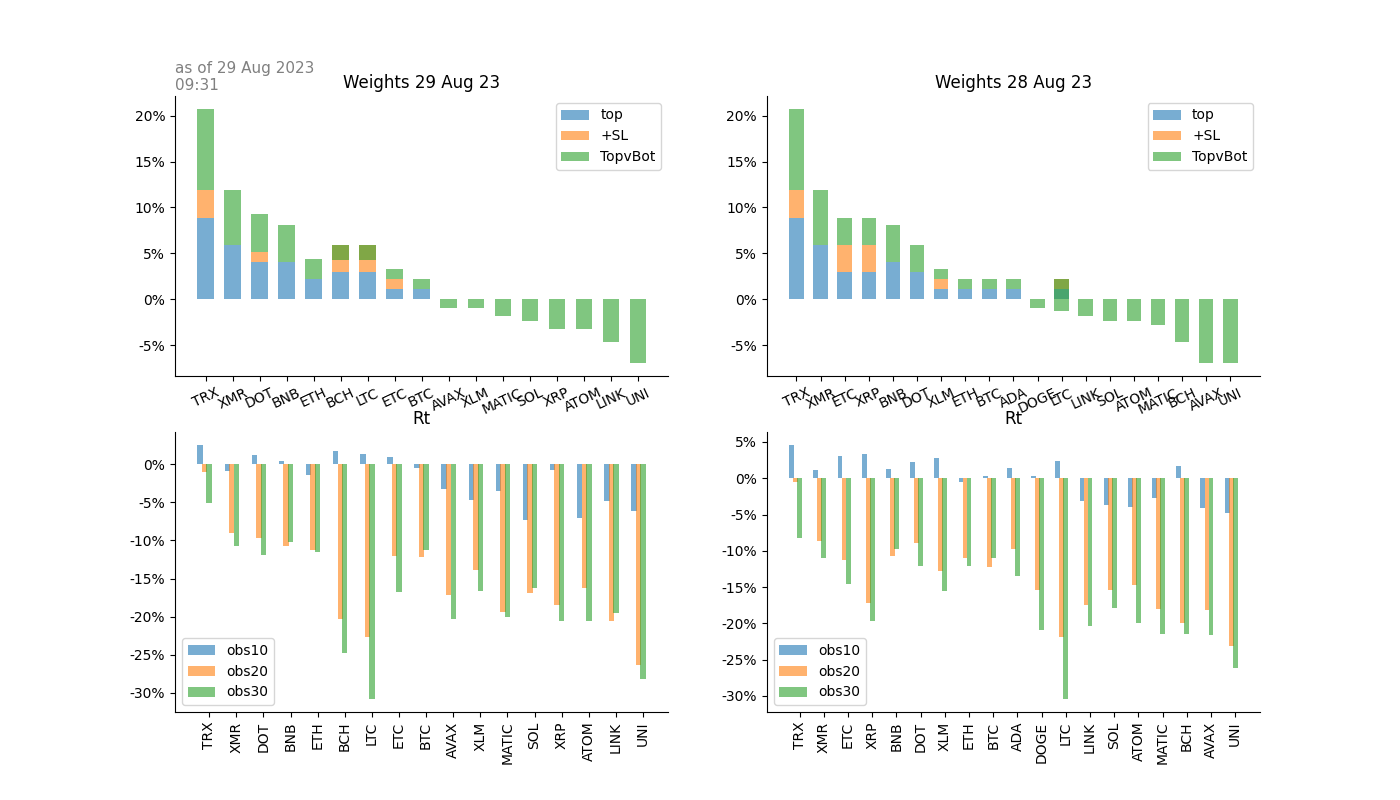 as of 29 Aug 2023
09:31
Weights 29 Aug 23
20%
15%
10%
5%
0%
-5%
top
+SL
TopvBot
TRX XMR DOT BNB ETH BCH LTC ETC BTC AVAX XLM MATIC SOL XRP ATOM LINK UNI
Weights 28 Aug 23
20%
15%
10%
5%
0%
-5%
top
+SL
TopvBot
TRX XMR ETC XRP BNB DOT XLM ETH BTC ADA DOGE LTC LINK SOL ATOM MATIC BCH AVAX UNI
Rt
0%
-5%
-10%
-15%
-20%
-25%
-30%
obs10
obs20
obs30
TRX XMR DOT BNB ETH BCH LTC ETC BTC AVAX XLM MATIC SOL XRP ATOM LINK UNI
Rt
5%
0%
-5%
-10%
-15%
-20%
-25%
-30%
obs10
obs20
obs30
TRX XMR ETC XRP BNB DOT XLM ETH BTC ADA DOGE LTC LINK SOL ATOM MATIC BCH AVAX UNI